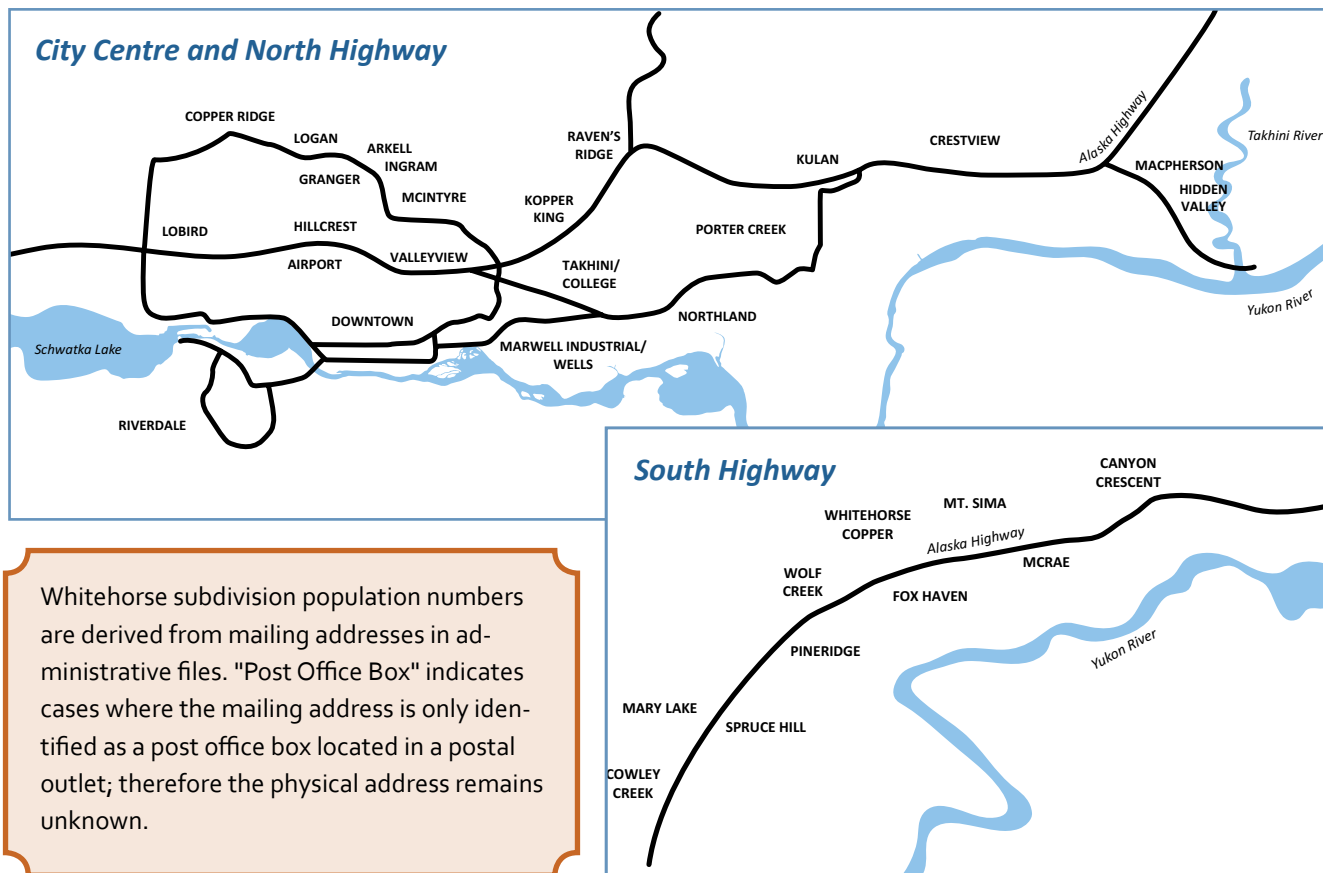 City Centre and North Highway
COPPER RIDGE
LOGAN
ARKELL
INGRAM
GRANGER
MCINTYRE
RAVEN'S
RIDGE
KULAN
CRESTVIEW
Alaska Highway
Takhini River
MACPHERSON
HIDDEN
VALLEY
KOPPER
KING
LOBIRD
HILLCREST
PORTER CREEK
AIRPORT
VALLEYVIEW
TAKHINI/
COLLEGE
Yukon River
DOWNTOWN
NORTHLAND
Schwatka Lake
MARWELL INDUSTRIAL/
WELLS
RIVERDALE
South Highway
CANYON
CRESCENT
MT. SIMA
WHITEHORSE
COPPER
Alaska Highway
MCRAE
WOLF
CREEK
FOX HAVEN
PINERIDGE
Yukon River
MARY LAKE
SPRUCE HILL
COWLEY
CREEK
Whitehorse subdivision population numbers
are derived from mailing addresses in ad-
ministrative files. "Post Office Box" indicates
cases where the mailing address is only iden-
tified as a post office box located in a postal
outlet; therefore the physical address remains
unknown.